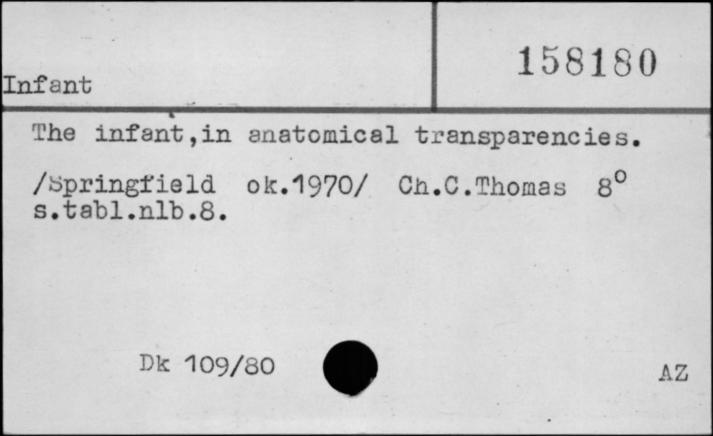 158180
Infant
The infant,in anatomical transparencies.
/Springfield ok.1970/ Ch.C.Thomas 8°
s.tabl.nlb.8.
Dk 109/80
AZ